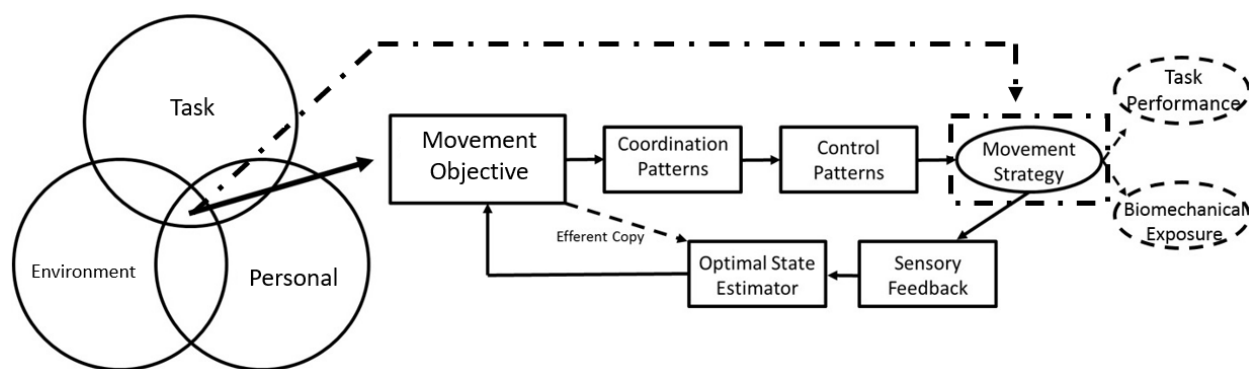 Task
Environment
Personal
Movement
Objective
Efferent Copy
Coordination
Patterns
Control
Patterns
Movement
Strategy
Task
Performance
Biomechanical
Exposure
Optimal State
Estimator
Sensory
Feedback